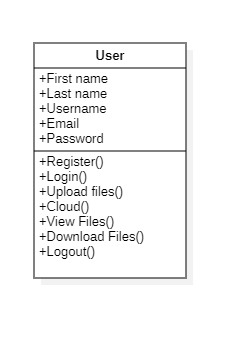 User
+First name
+Last name
+Username
+Email
+Password
+Register()
+Login()
+Upload files()
+Cloud()
+View Files()
+Download Files()
+Logout()